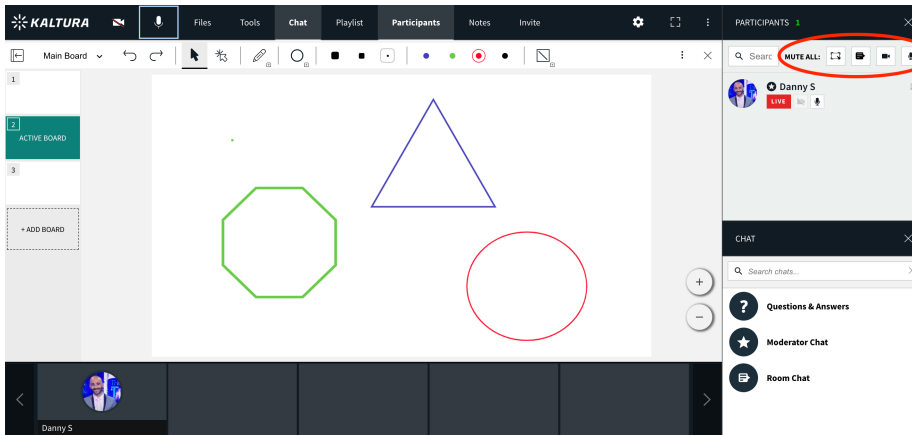 KALTURA
Files
Tools
Chat
Playlist
Participants
Notes
Invite
PARTICIPANTS 1
Main Board
Searc
MUTE ALL:
1
Danny S
LIVE
2
ACTIVE BOARD
3
+ ADD BOARD
CHAT
Search chats...
? Questions & Answers
Moderator Chat
Room Chat
+
−
Danny S